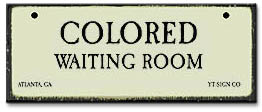 COLORED
WAITING ROOM
ATLANTA, GA YT SIGN CO